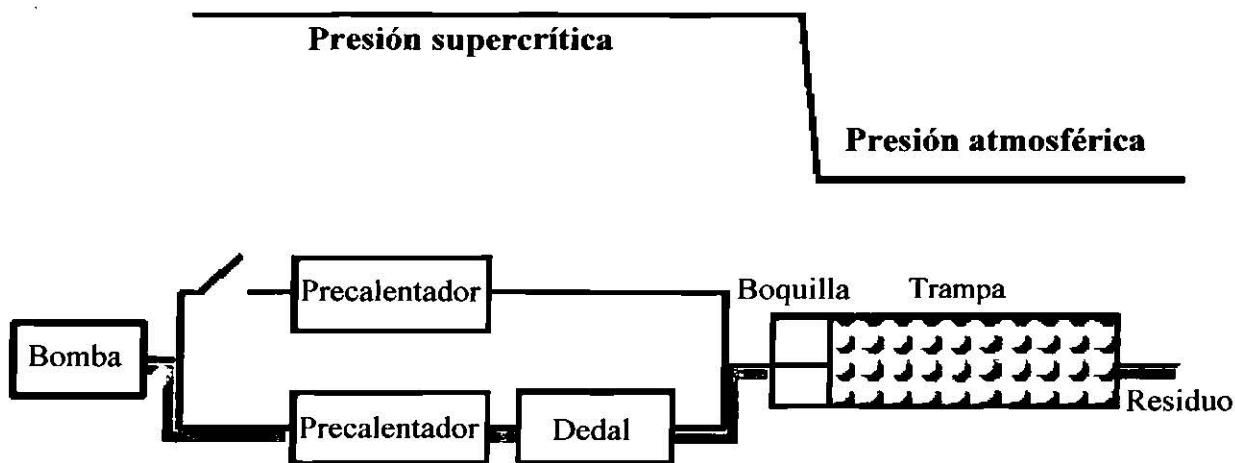 Presión supercrítica
Presión atmosférica
Precalentador
Boquilla
Trampa
Bomba
Residuo
Precalentador
Dedal